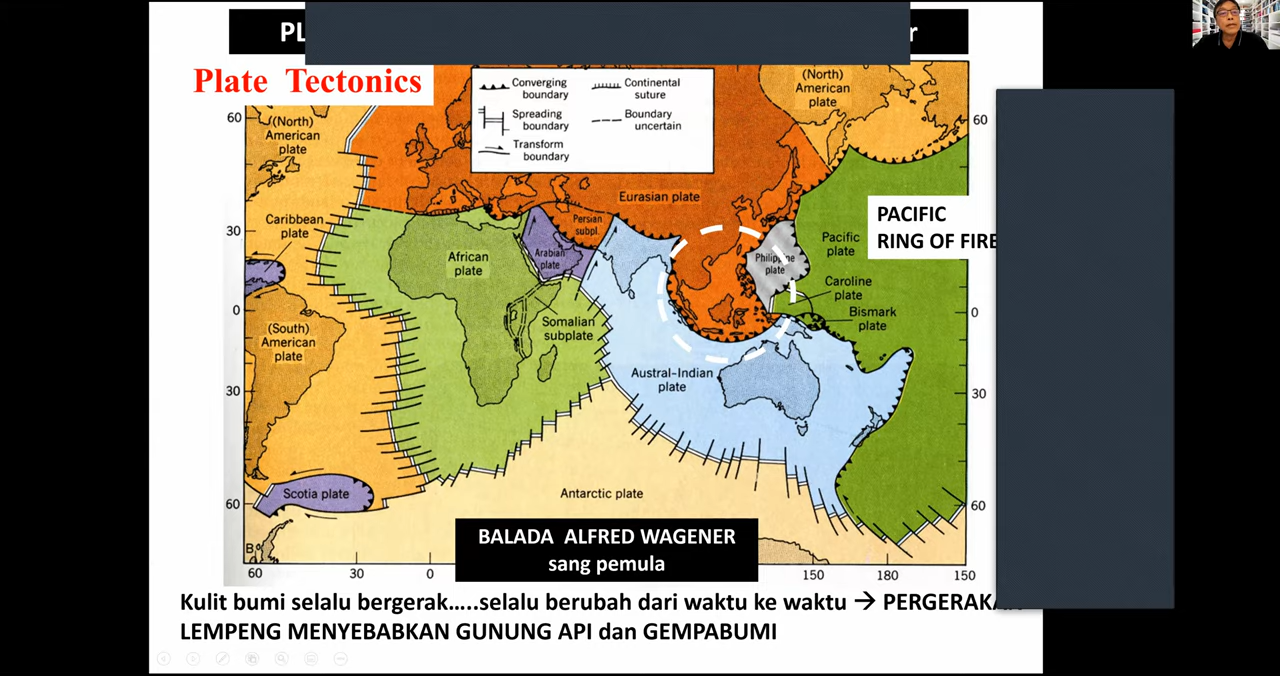 PL
r
Plate Tectonics
Converging
boundary
Spreading
boundary
Transform
boundary
Continental
suture
Boundary
uncertain
(North)
American
plate
(North)
American
plate
60
60
Eurasian plate
Caribbean
plate
30
Persian
subpl.
PACIFIC
RING OF FIRE
African
plate
Arabian
plate
Philippine
plate
Pacific
plate
Caroline
plate
Bismark
plate
0
0
(South)
American
plate
Somalian
subplate
Austral-Indian
plate
30
30
Scotia plate
Antarctic plate
60
60
B
60
30
0
150
180
150
BALADA ALFRED WAGENER
sang pemula
Kulit bumi selalu bergerak.....selalu berubah dari waktu ke waktu → PERGERAKAN
LEMPENG MENYEBABKAN GUNUNG API dan GEMPABUMI